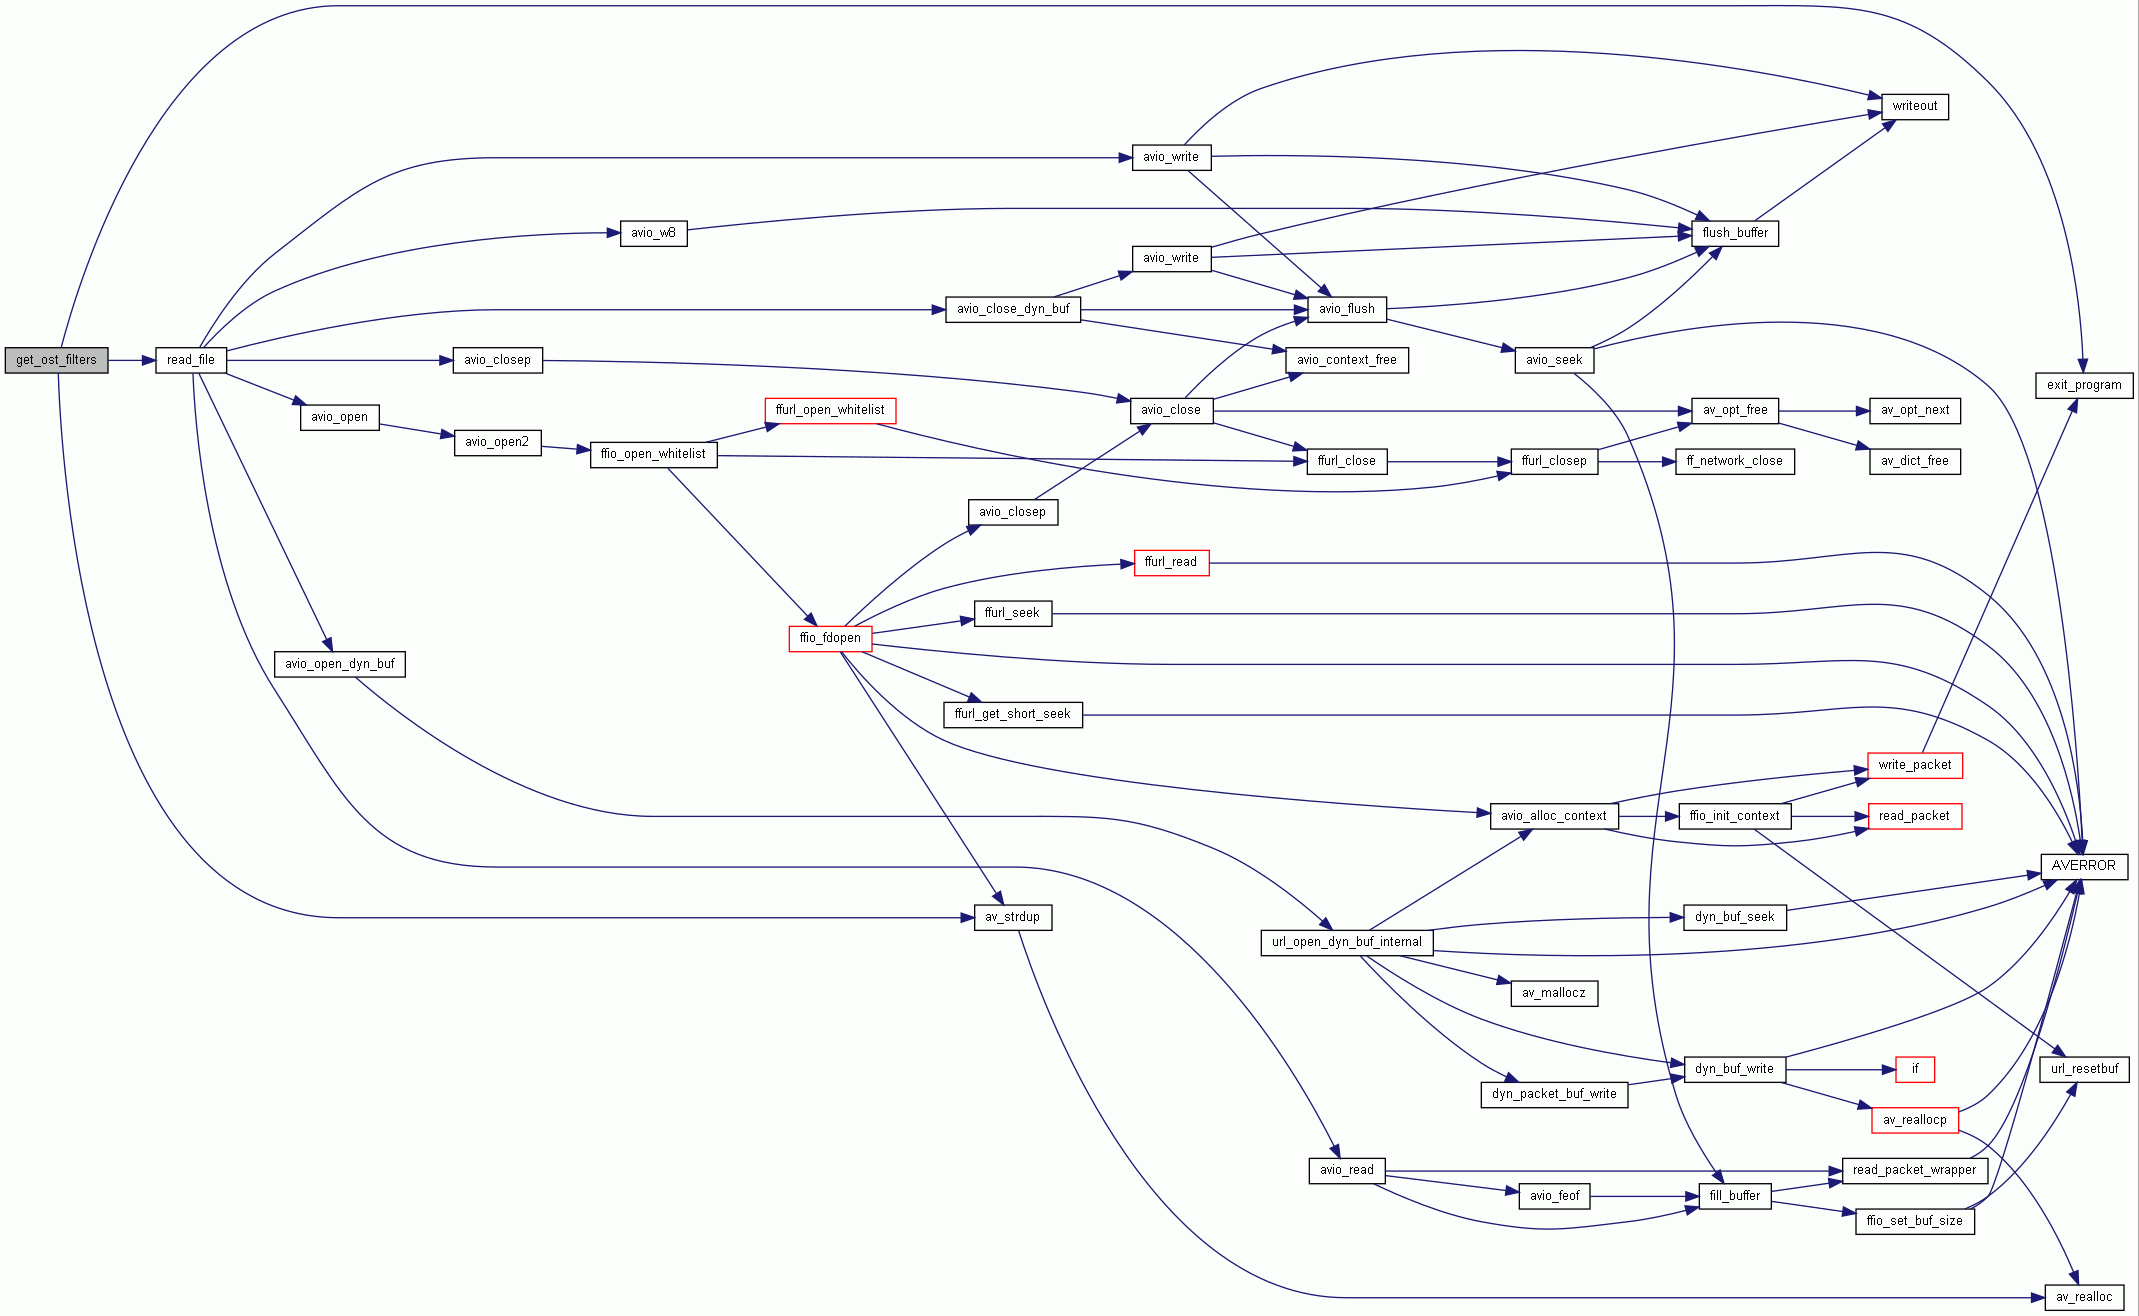 get_ost_filters
read_file
avio_write
avio_w8
avio_close_dyn_buf
avio_write
avio_closep
avio_open
avio_open2
ffio_open_whitelist
ffurl_open_whitelist
avio_open_dyn_buf
ffio_fdopen
avio_closep
ffurl_read
ffurl_seek
ffurl_get_short_seek
av_strdup
avio_flush
avio_context_free
avio_close
ffurl_close
avio_seek
ffurl_closep
av_opt_free
ff_network_close
av_opt_next
av_dict_free
writeout
flush_buffer
exit_program
avio_alloc_context
ffio_init_context
write_packet
read_packet
AVERROR
url_open_dyn_buf_internal
dyn_buf_seek
av_mallocz
dyn_buf_write
dyn_packet_buf_write
if
av_reallocp
url_resetbuf
avio_read
avio_feof
fill_buffer
read_packet_wrapper
ffio_set_buf_size
av_realloc